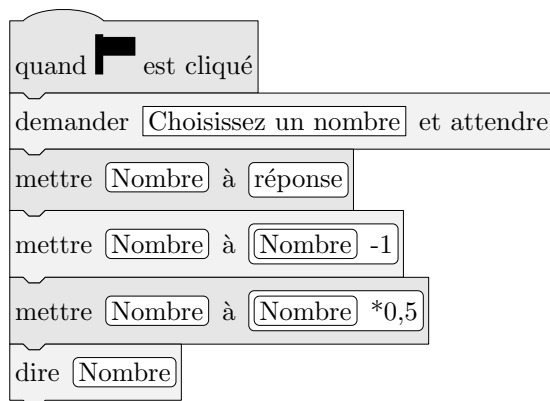 quand est cliqué
demander Choisissez un nombre et attendre
mettre Nombre à réponse
mettre Nombre à Nombre -1
mettre Nombre à Nombre *0,5
dire Nombre